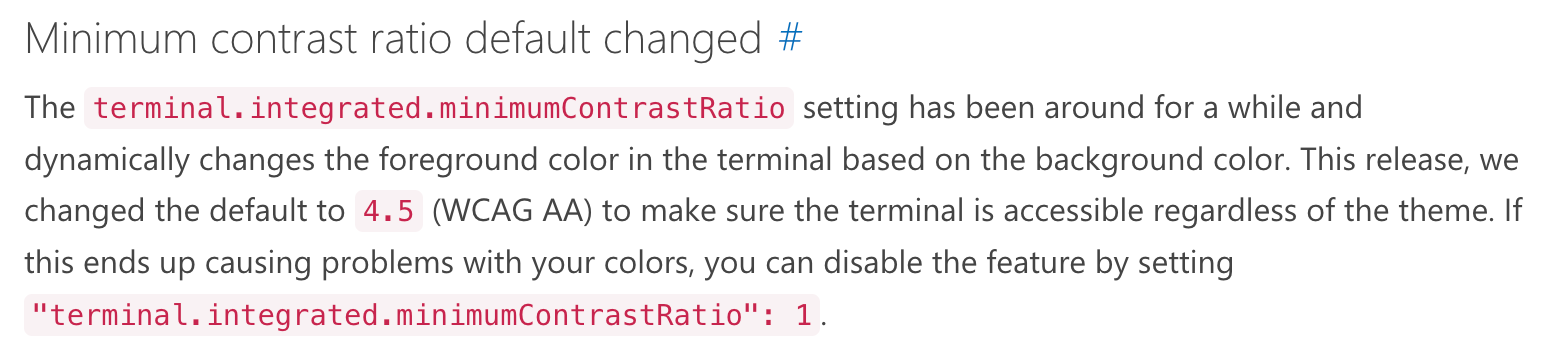 Minimum contrast ratio default changed #
The terminal.integrated.minimumContrastRatio setting has been around for a while and
dynamically changes the foreground color in the terminal based on the background color. This release, we
changed the default to 4.5 (WCAG AA) to make sure the terminal is accessible regardless of the theme. If
this ends up causing problems with your colors, you can disable the feature by setting
"terminal.integrated.minimumContrastRatio": 1.